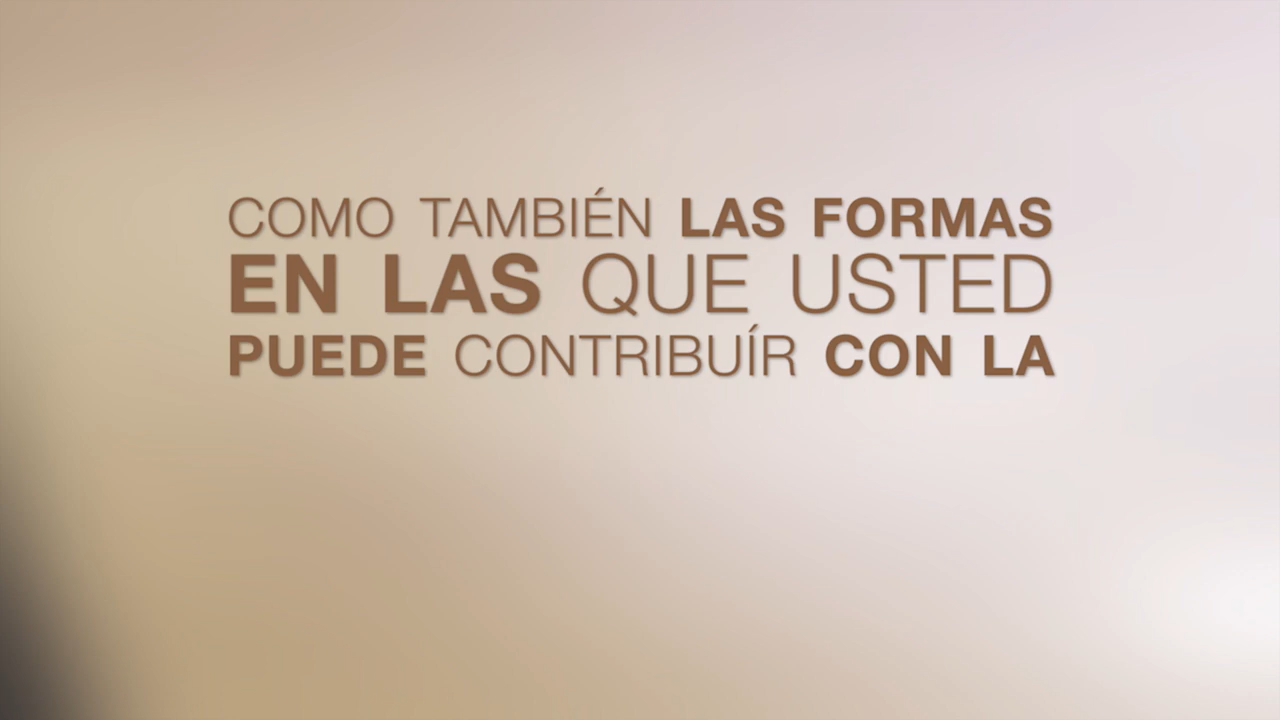 COMO TAMBIÉN LAS FORMAS
EN LAS QUE USTED
PUEDE CONTRIBUÍR CON LA